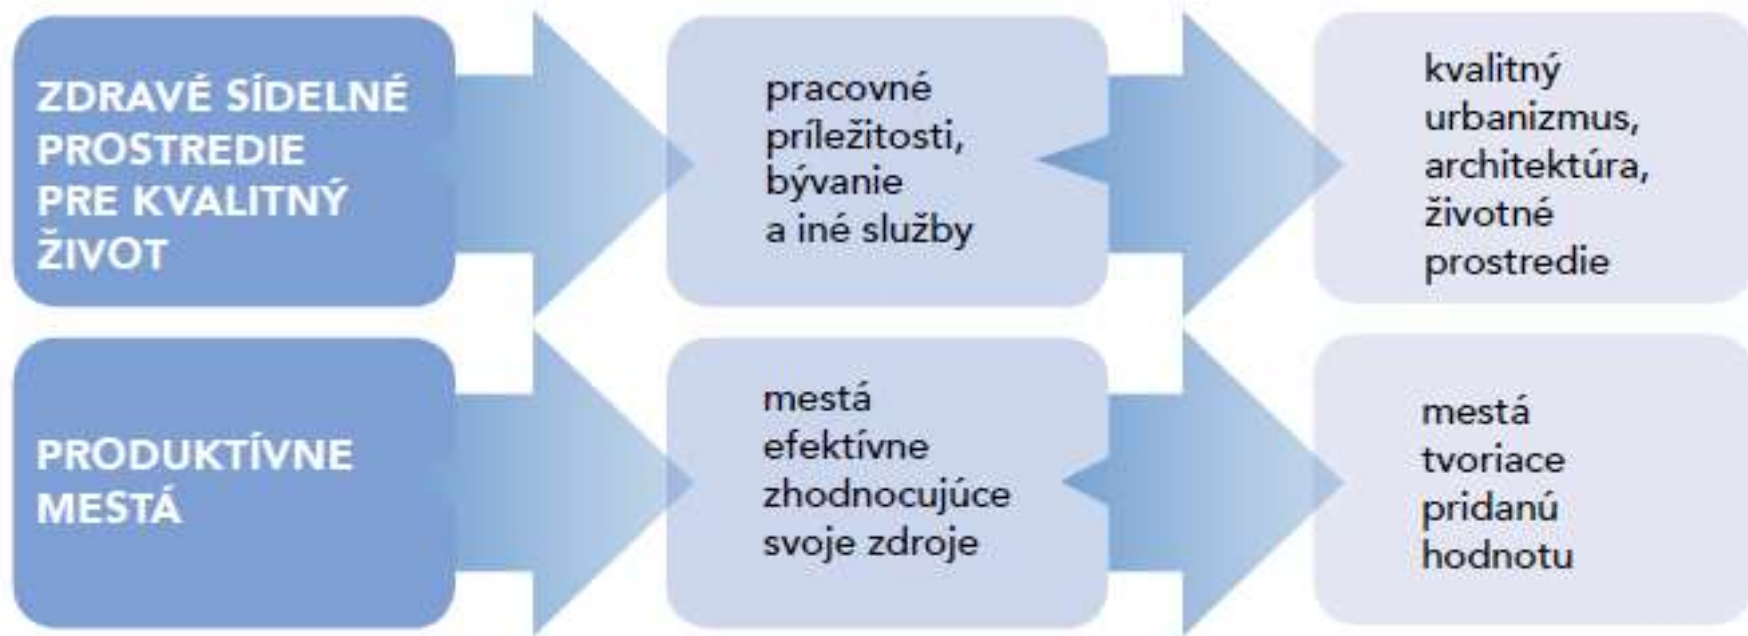 ZDRAVÉ SÍDELNÉ
PROSTREDIE
PRE KVALITNÝ
ŽIVOT
pracovné
príležitosti,
bývanie
a iné služby
kvalitný
urbanizmus,
architektúra,
životné
prostredie
PRODUKTÍVNE
MESTÁ
mestá
efektívne
zhodnocujúce
svoje zdroje
mestá
tvoriace
pridanú
hodnotu